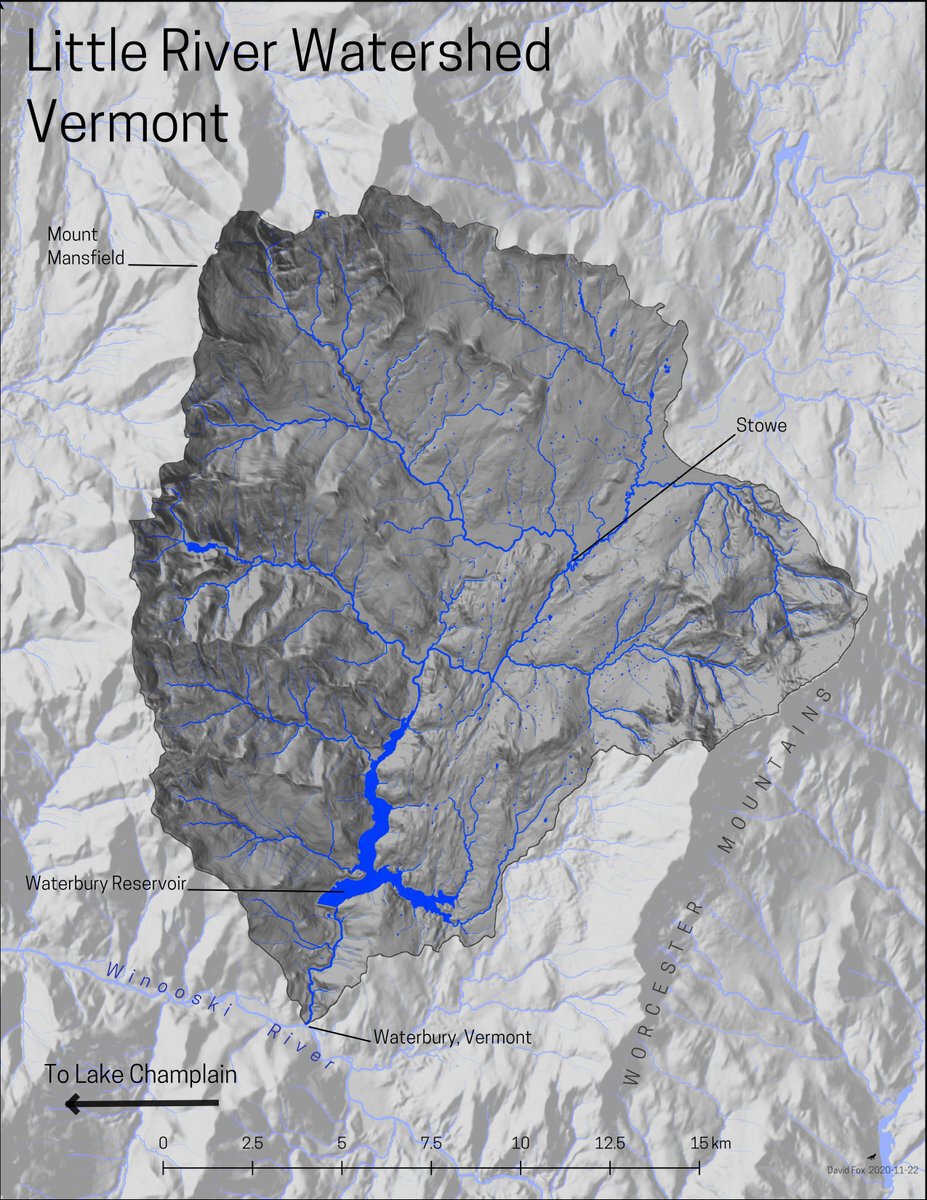 Little River Watershed
Vermont
Mount
Mansfield
Stowe
WORCESTER MOUNTAINS
Waterbury Reservoir
Winooski River
Waterbury, Vermont
To Lake Champlain
0 2.5 5 7.5 10 12.5 15 km
David Fox 2020-11-22